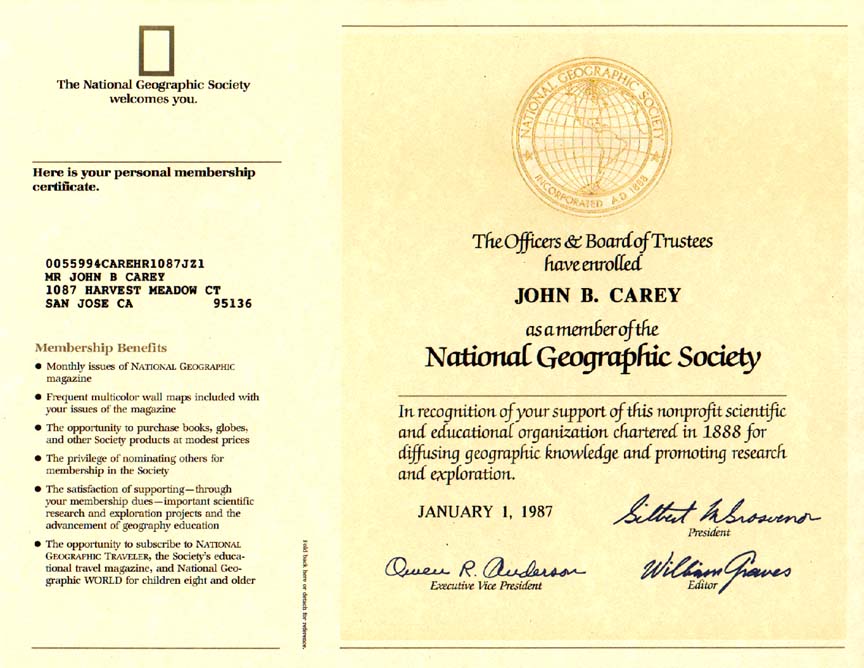 The National Geographic Society
welcomes you.
Here is your personal membership
certificate.
0055994CAREHR1087JZ1
MR JOHN B CAREY
1087 HARVEST MEADOW CT
SAN JOSE CA 95136
Membership Benefits
● Monthly issues of NATIONAL GEOGRAPHIC
magazine
● Frequent multicolor wall maps included with
your issues of the magazine
● The opportunity to purchase books, globes,
and other Society products at modest prices
● The privilege of nominating others for
membership in the Society
● The satisfaction of supporting—through
your membership dues—important scientific
research and exploration projects and the
advancement of geography education
● The opportunity to subscribe to NATIONAL
GEOGRAPHIC TRAVELER, the Society's educa-
tional travel magazine, and National Geo-
graphic WORLD for children eight and older
Fold back here or detach for reference.
NATIONAL GEOGRAPHIC SOCIETY
INCORPORATED A.D. 1888
The Officers & Board of Trustees
have enrolled
JOHN B. CAREY
as a member of the
National Geographic Society
In recognition of your support of this nonprofit scientific
and educational organization chartered in 1888 for
diffusing geographic knowledge and promoting research
and exploration.
JANUARY 1, 1987
Gilbert M Grosvenor
President
Owen R. Anderson
Executive Vice President
William Graves
Editor